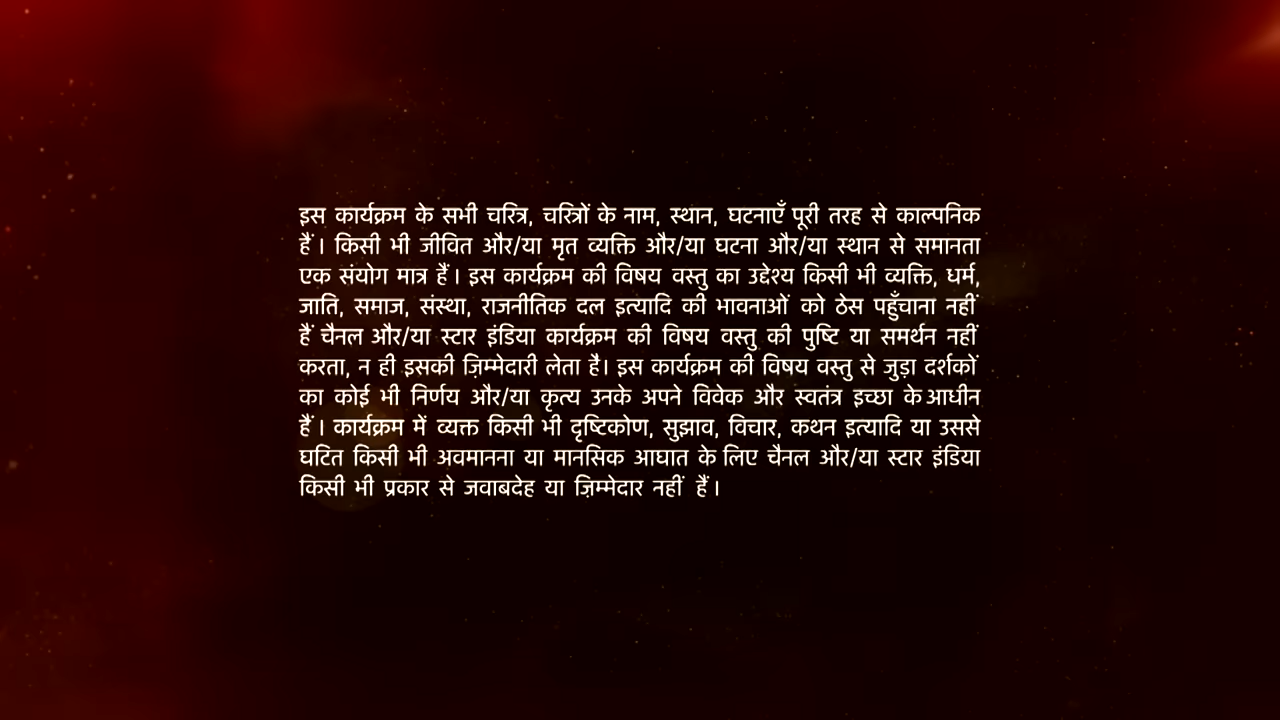 इस कार्यक्रम के सभी चरित्र, चरित्रों के नाम, स्थान, घटनाएँ पूरी तरह से काल्पनिक
हैं। किसी भी जीवित और/या मृत व्यक्ति और/या घटना और/या स्थान से समानता
एक संयोग मात्र हैं। इस कार्यक्रम की विषय वस्तु का उद्देश्य किसी भी व्यक्ति, धर्म,
जाति, समाज, संस्था, राजनीतिक दल इत्यादि की भावनाओं को ठेस पहुँचाना नहीं
हैं चैनल और/या स्टार इंडिया कार्यक्रम की विषय वस्तु की पुष्टि या समर्थन नहीं
करता, न ही इसकी ज़िम्मेदारी लेता है। इस कार्यक्रम की विषय वस्तु से जुड़ा दर्शकों
का कोई भी निर्णय और/या कृत्य उनके अपने विवेक और स्वतंत्र इच्छा के आधीन
हैं। कार्यक्रम में व्यक्त किसी भी दृष्टिकोण, सुझाव, विचार, कथन इत्यादि या उससे
घटित किसी भी अवमानना या मानसिक आघात के लिए चैनल और/या स्टार इंडिया
किसी भी प्रकार से जवाबदेह या ज़िम्मेदार नहीं हैं।